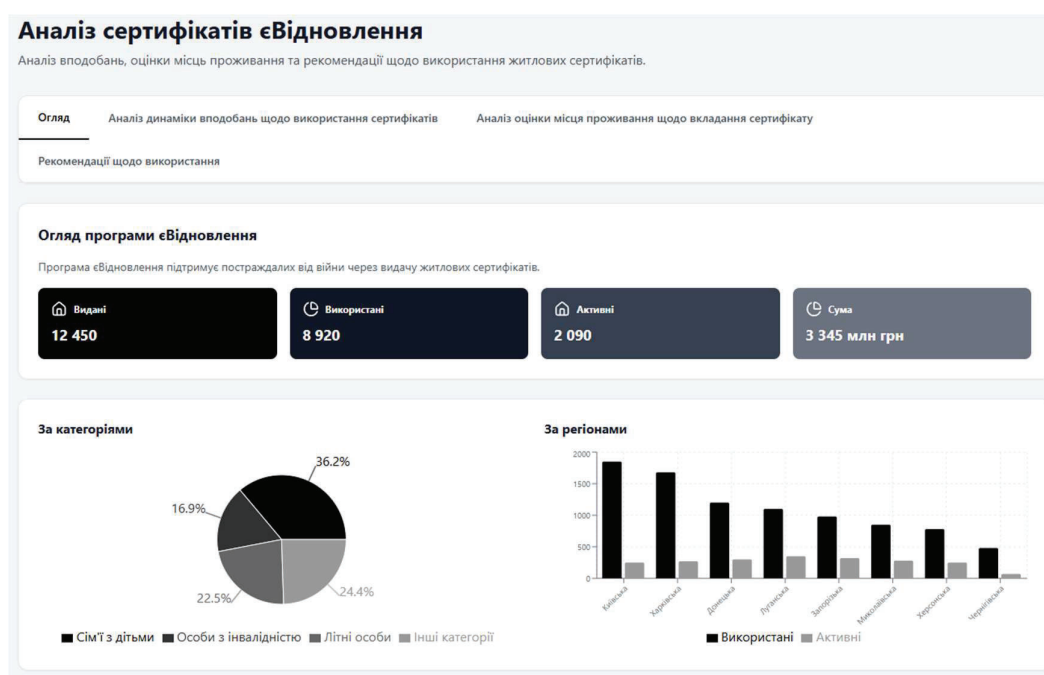 Аналіз сертифікатів єВідновлення
Аналіз вподобань, оцінки місць проживання та рекомендації щодо використання житлових сертифікатів.
Огляд
Аналіз динаміки вподобань щодо використання сертифікатів
Аналіз оцінки місця проживання щодо вкладання сертифікату
Рекомендації щодо використання
Огляд програми єВідновлення
Програма єВідновлення підтримує постраждалих від війни через видачу житлових сертифікатів.
Видані
12 450
Використані
8 920
Активні
2 090
Сума
3 345 млн грн
За категоріями
36.2%
16.9%
22.5%
24.4%
Сім'ї з дітьми
Особи з інвалідністю
Літні особи
Інші категорії
За регіонами
2000
1500
1000
500
0
Київська
Харківська
Донецька
Луганська
Запорізька
Миколаївська
Херсонська
Чернігівська
Використані
Активні